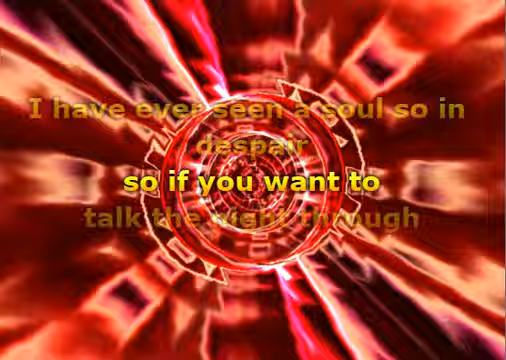 I have ever seen a soul so in
despair
so if you want to
talk the night through